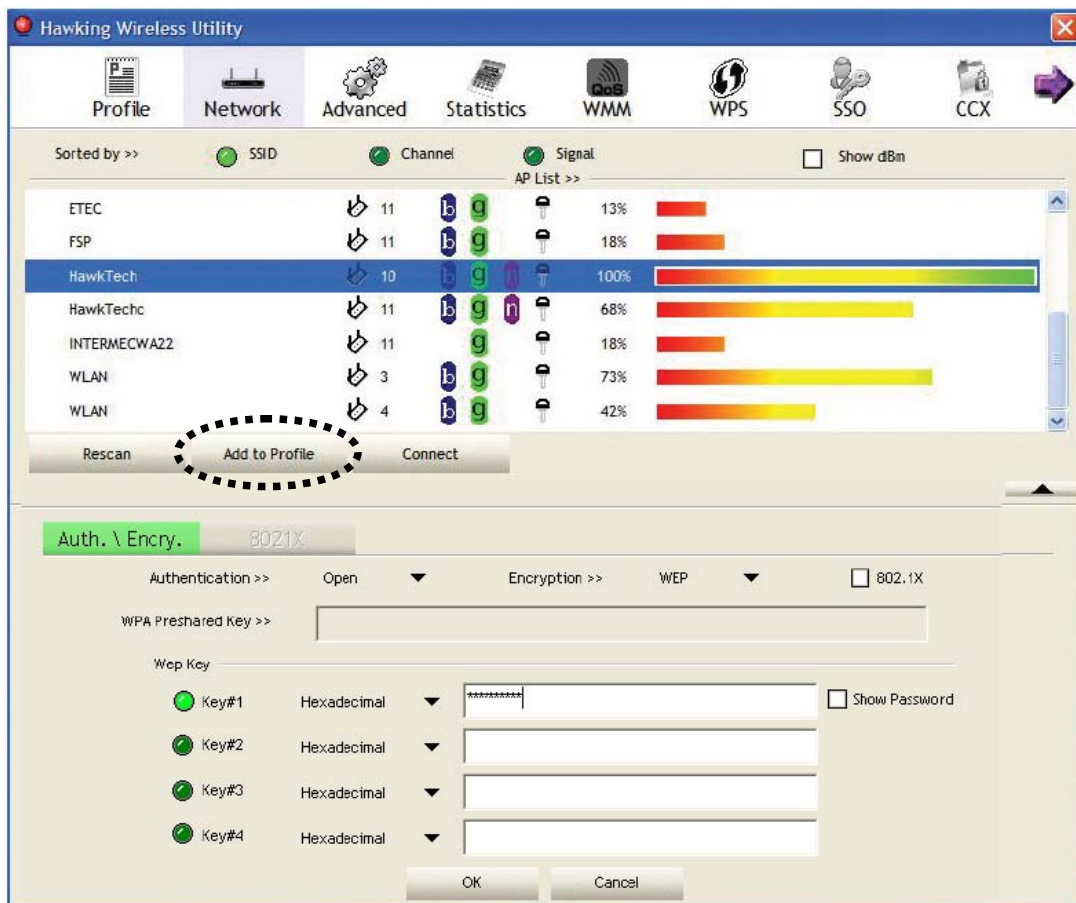 Hawking Wireless Utility
P
Profile Network Advanced Statistics QoS WMM WPS SSO CCX
Sorted by >> SSID Channel Signal Show dBm
AP List >>
ETEC 11 b g 13%
FSP 11 b g 18%
HawkTech 10 b g n 100%
HawkTechc 11 b g n 68%
INTERMECWA22 11 g 18%
WLAN 3 b g 73%
WLAN 4 b g 42%
Rescan Add to Profile Connect
Auth. \ Encry. 8021X
Authentication >> Open Encryption >> WEP 802.1X
WPA Preshared Key >>
Wep Key
Key#1 Hexadecimal ********** Show Password
Key#2 Hexadecimal
Key#3 Hexadecimal
Key#4 Hexadecimal
OK Cancel